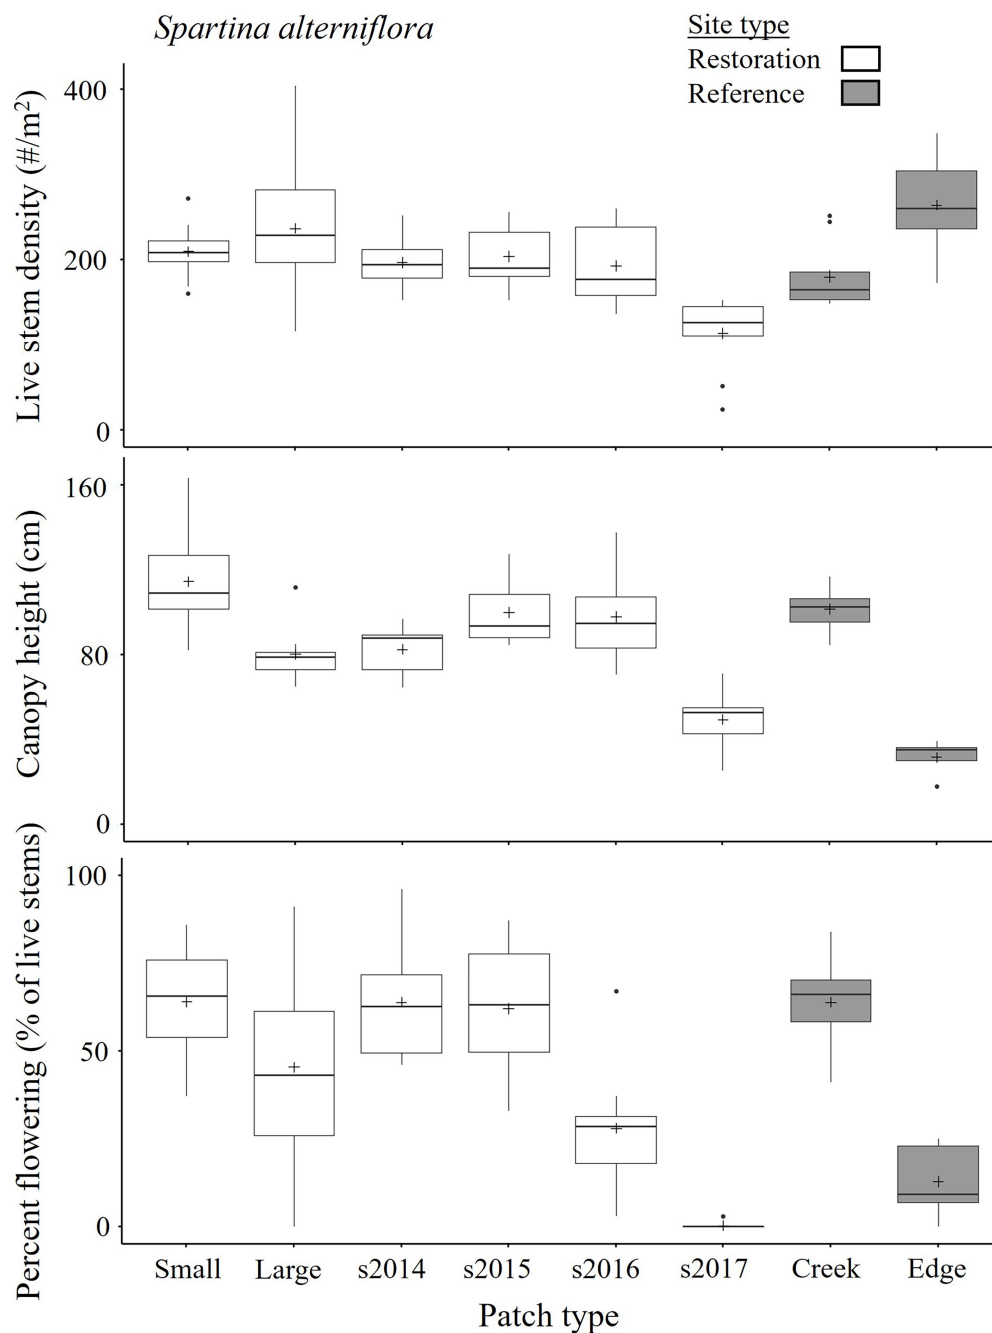 Spartina alterniflora
Site type
Restoration
Reference
Live stem density (#/m²)
400
200
0
Canopy height (cm)
160
80
0
Percent flowering (% of live stems)
100
50
0
Small Large s2014 s2015 s2016 s2017 Creek Edge
Patch type